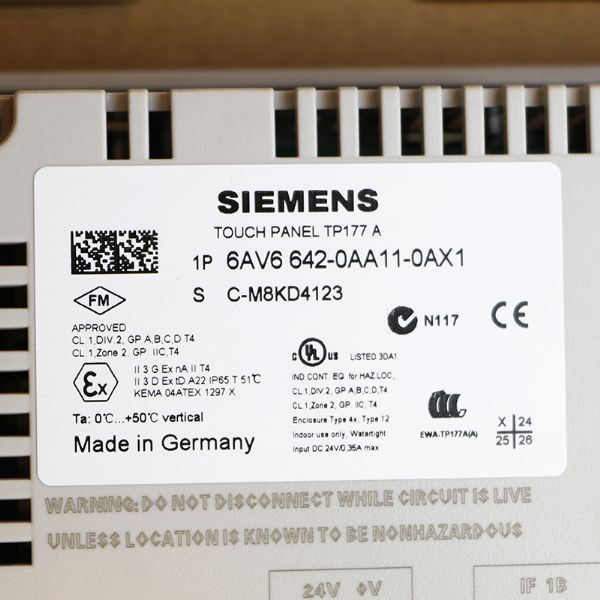 SIEMENS
TOUCH PANEL TP177 A
1P 6AV6 642-0AA11-0AX1
S C-M8KD4123
FM
APPROVED
CL 1,DIV 2, GP A,B,C,D T4
CL 1,Zone 2, GP IIC,T4
N117
CE
c UL us LISTED 3DA1
IND.CONT. EQ. for HAZ.LOC,
CL 1,DIV 2, GP A,B,C,D,T4
CL 1,Zone 2, GP IIC, T4
Enclosure Type 4x, Type 12
Indoor use only, Watertight
Input DC 24V/0,35A max
Ex
II 3 G Ex nA II T4
II 3 D Ex tD A22 IP65 T 51℃
KEMA 04ATEX 1297 X
Ta: 0℃...+50℃ vertical
Made in Germany
EWA-TP177A(A)
X 24
25 26
WARNING: DO NOT DISCONNECT WHILE CIRCUIT IS LIVE
UNLESS LOCATION IS KNOWN TO BE NONHAZARDOUS
24V 0V
IF 1B